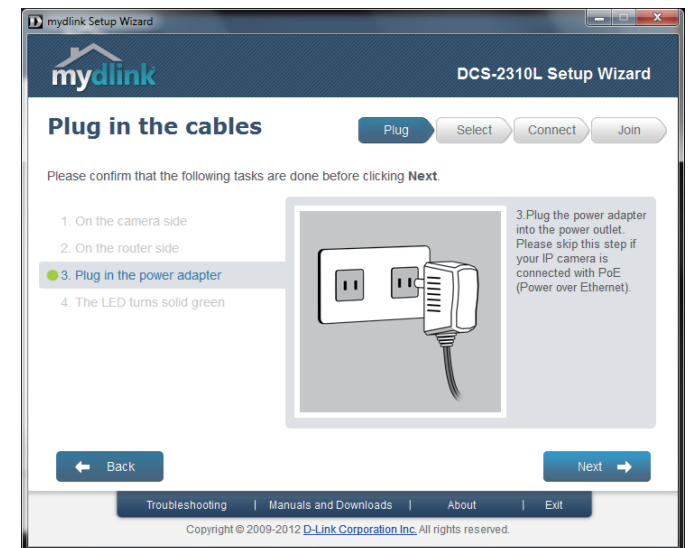 mydlink Setup Wizard
mydlink
DCS-2310L Setup Wizard
Plug in the cables
Plug
Select
Connect
Join
Please confirm that the following tasks are done before clicking Next.
1. On the camera side
2. On the router side
3. Plug in the power adapter
4. The LED turns solid green
3.Plug the power adapter
into the power outlet.
Please skip this step if
your IP camera is
connected with PoE
(Power over Ethernet).
Back
Next
Troubleshooting | Manuals and Downloads | About | Exit
Copyright © 2009-2012 D-Link Corporation Inc. All rights reserved.